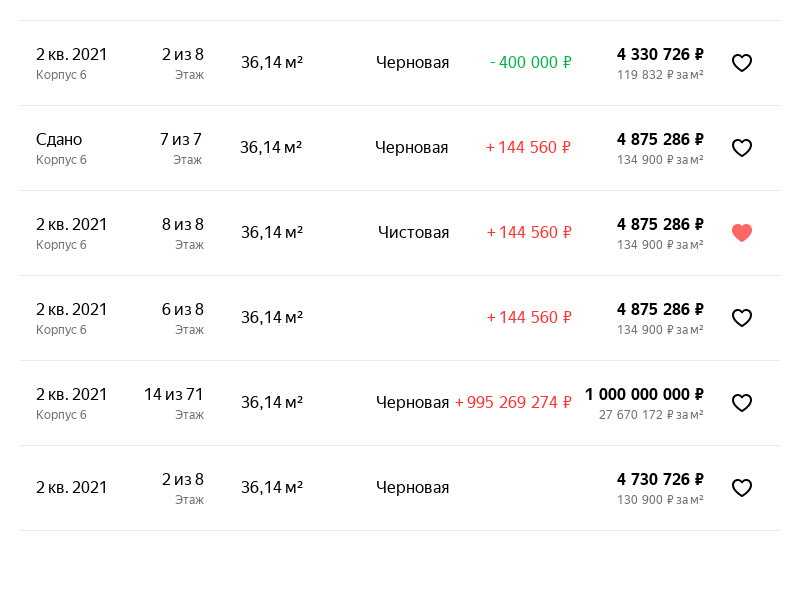 2 кв. 2021 2 из 8 36,14 м² Черновая - 400 000 ₽ 4 330 726 ₽
Корпус 6 Этаж 119 832 ₽ за м²
Сдано 7 из 7 36,14 м² Черновая + 144 560 ₽ 4 875 286 ₽
Корпус 6 Этаж 134 900 ₽ за м²
2 кв. 2021 8 из 8 36,14 м² Чистовая + 144 560 ₽ 4 875 286 ₽
Корпус 6 Этаж 134 900 ₽ за м²
2 кв. 2021 6 из 8 36,14 м² + 144 560 ₽ 4 875 286 ₽
Корпус 6 Этаж 134 900 ₽ за м²
2 кв. 2021 14 из 71 36,14 м² Черновая + 995 269 274 ₽ 1 000 000 000 ₽
Корпус 6 Этаж 27 670 172 ₽ за м²
2 кв. 2021 2 из 8 36,14 м² Черновая 4 730 726 ₽
Этаж 130 900 ₽ за м²